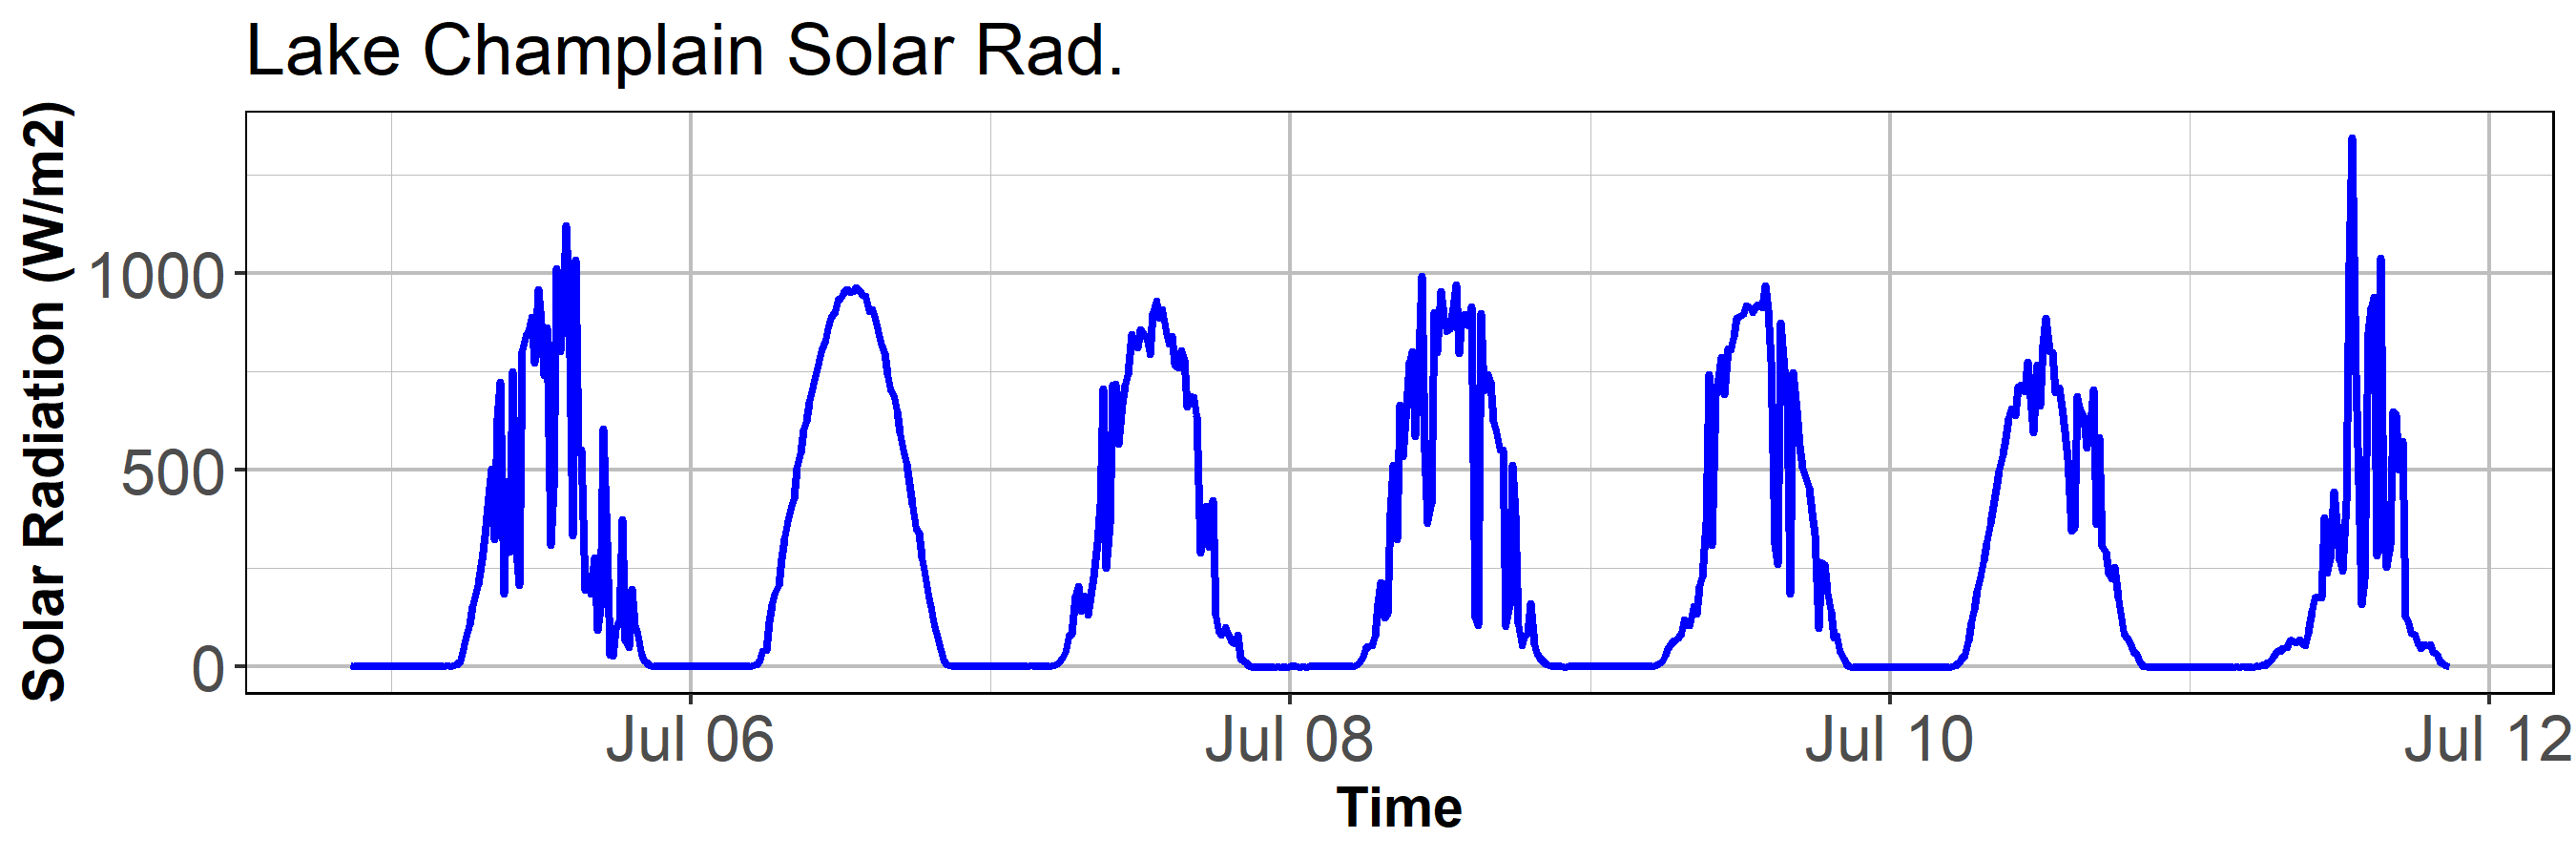 Lake Champlain Solar Rad.
Solar Radiation (W/m2)
1000
500
0
Jul 06
Jul 08
Jul 10
Jul 12
Time